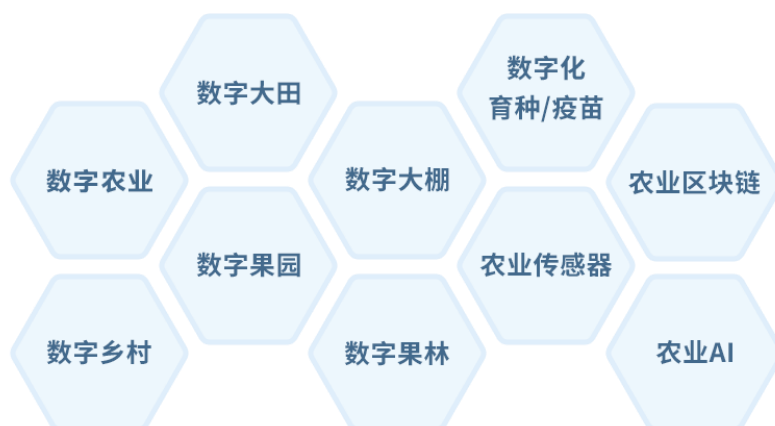 数字大田
数字化
育种/疫苗
数字农业
数字大棚
农业区块链
数字果园
农业传感器
数字乡村
数字果林
农业AI